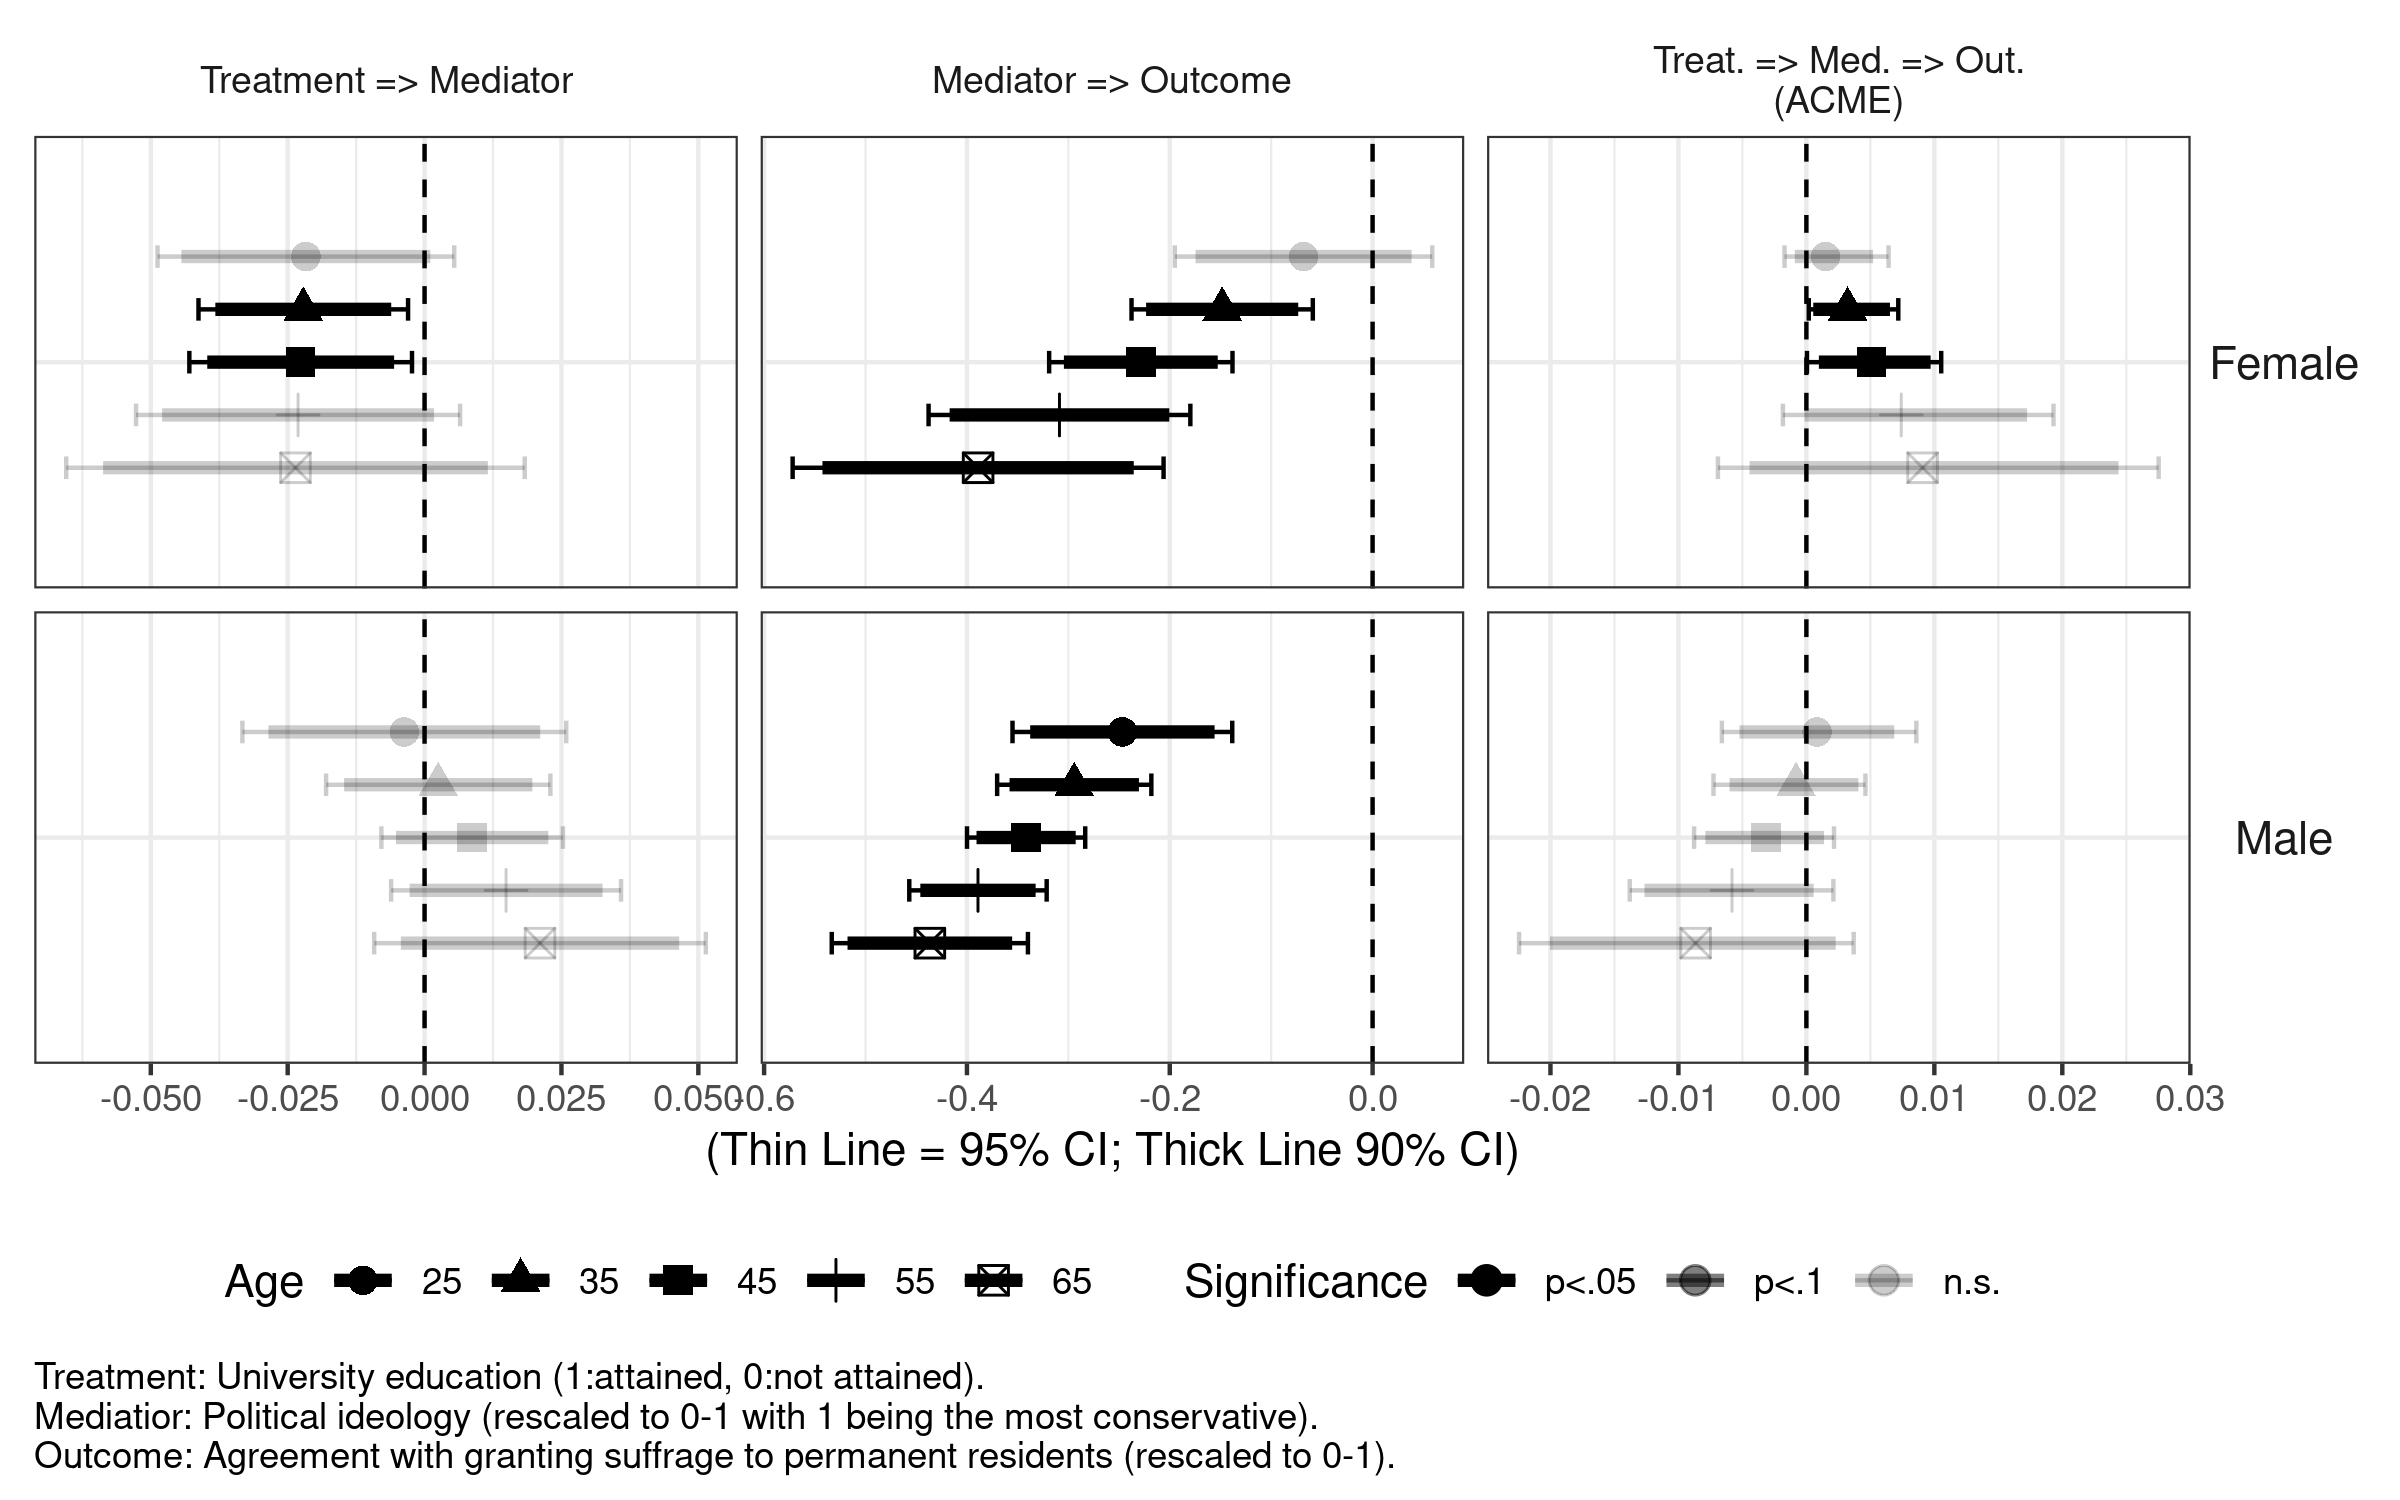 Treatment => Mediator
Mediator => Outcome
Treat. => Med. => Out.
(ACME)
Female
Male
-0.050 -0.025 0.000 0.025 0.050
-0.6 -0.4 -0.2 0.0
-0.02 -0.01 0.00 0.01 0.02 0.03
(Thin Line = 95% CI; Thick Line 90% CI)
Age 25 35 45 55 65
Significance p<.05 p<.1 n.s.
Treatment: University education (1:attained, 0:not attained).
Mediatior: Political ideology (rescaled to 0-1 with 1 being the most conservative).
Outcome: Agreement with granting suffrage to permanent residents (rescaled to 0-1).